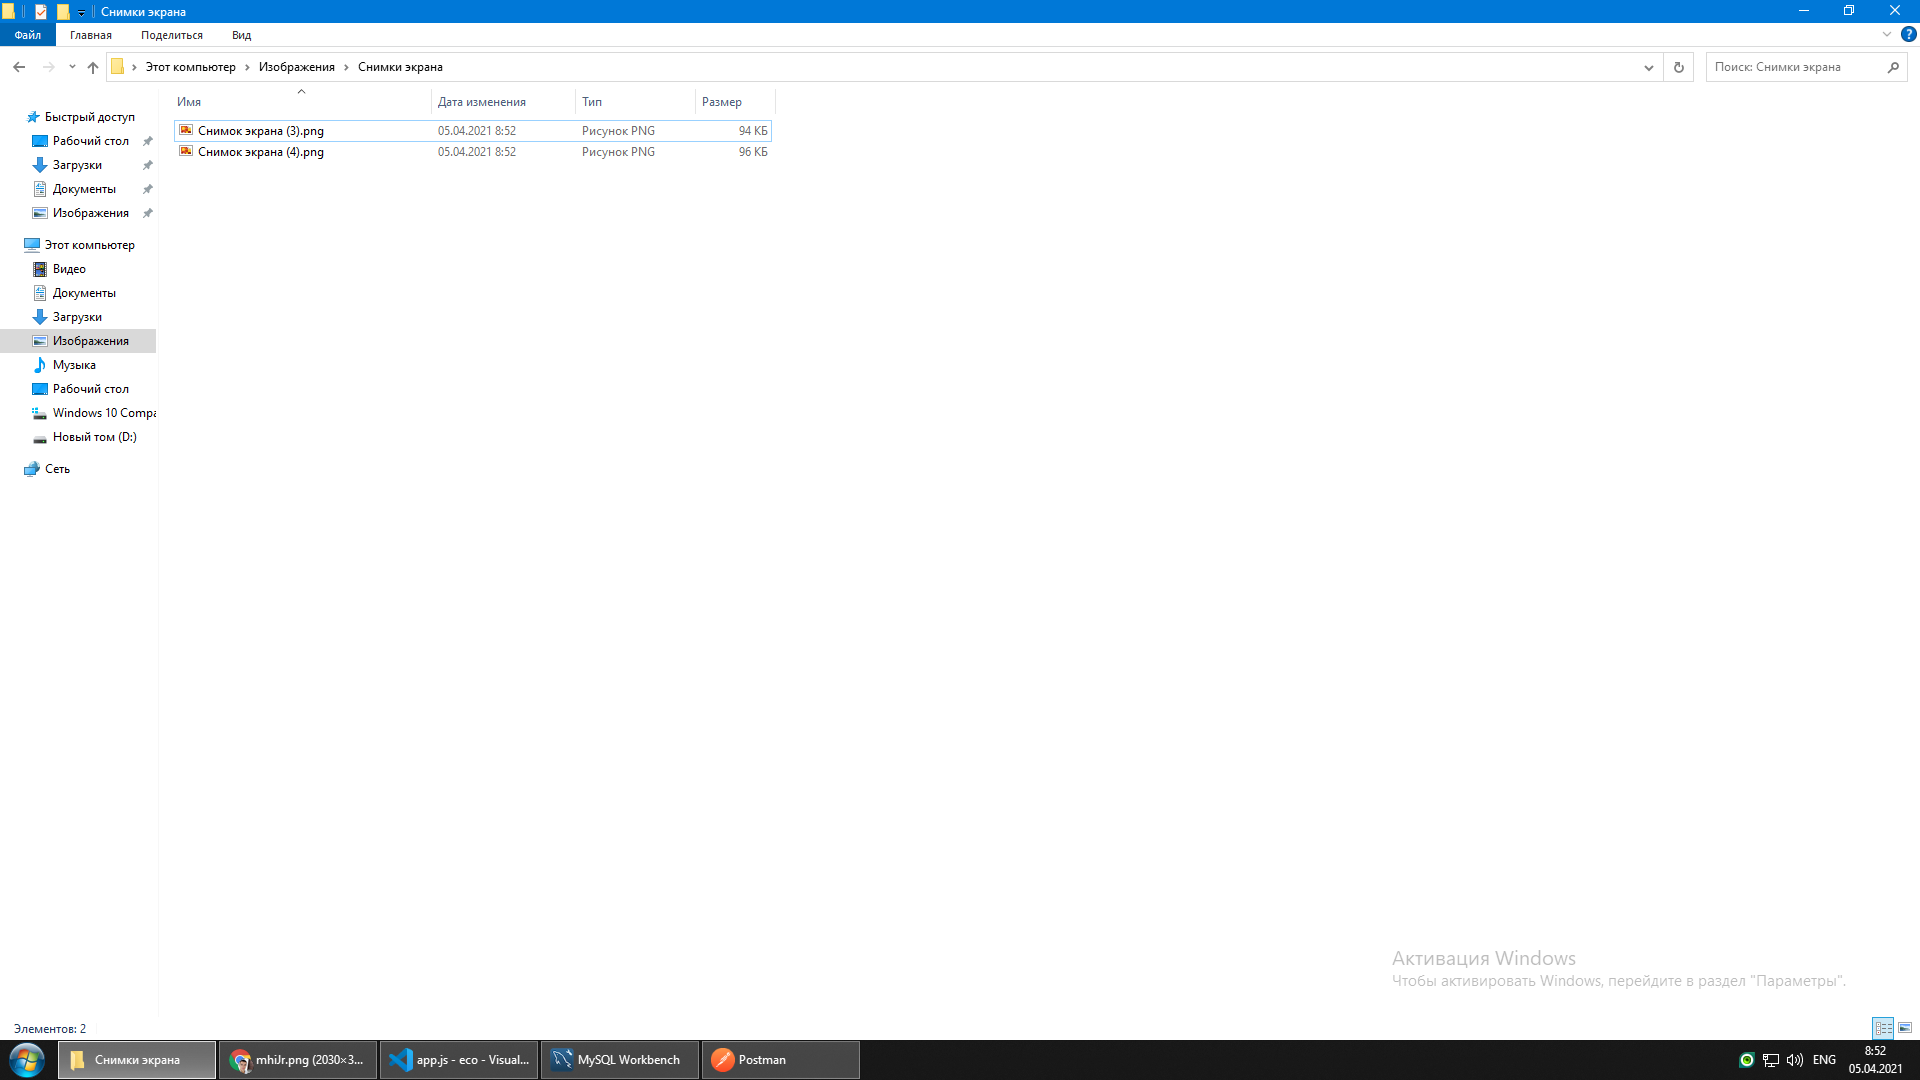 Снимки экрана
Файл
Главная
Поделиться
Вид
Этот компьютер
Изображения
Снимки экрана
Поиск: Снимки экрана
Имя
Дата изменения
Тип
Размер
Снимок экрана (3).png
05.04.2021 8:52
Рисунок PNG
94 КБ
Снимок экрана (4).png
05.04.2021 8:52
Рисунок PNG
96 КБ
Быстрый доступ
Рабочий стол
Загрузки
Документы
Изображения
Этот компьютер
Видео
Документы
Загрузки
Изображения
Музыка
Рабочий стол
Windows 10 Compa
Новый том (D:)
Сеть
Активация Windows
Чтобы активировать Windows, перейдите в раздел "Параметры".
Элементов: 2
Снимки экрана
mhiJr.png (2030×3...
app.js - eco - Visual...
MySQL Workbench
Postman
ENG
8:52
05.04.2021